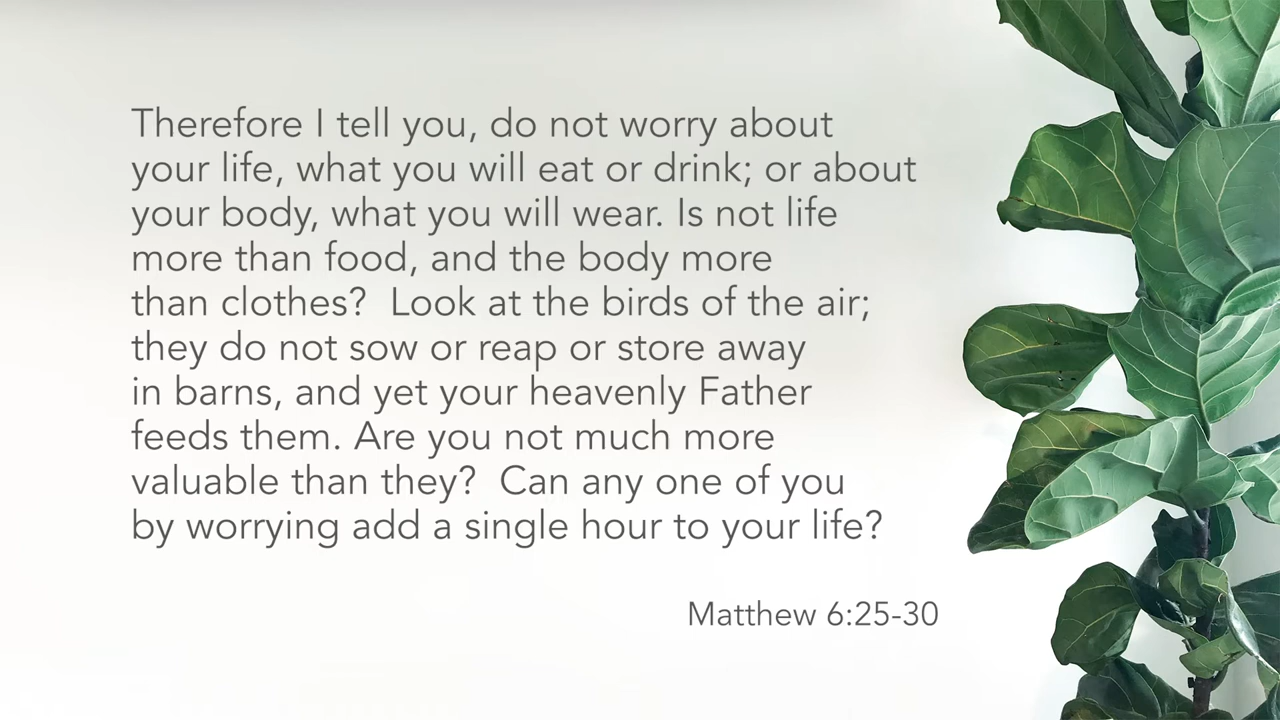 Therefore I tell you, do not worry about
your life, what you will eat or drink; or about
your body, what you will wear. Is not life
more than food, and the body more
than clothes?  Look at the birds of the air;
they do not sow or reap or store away
in barns, and yet your heavenly Father
feeds them. Are you not much more
valuable than they?  Can any one of you
by worrying add a single hour to your life?
Matthew 6:25-30